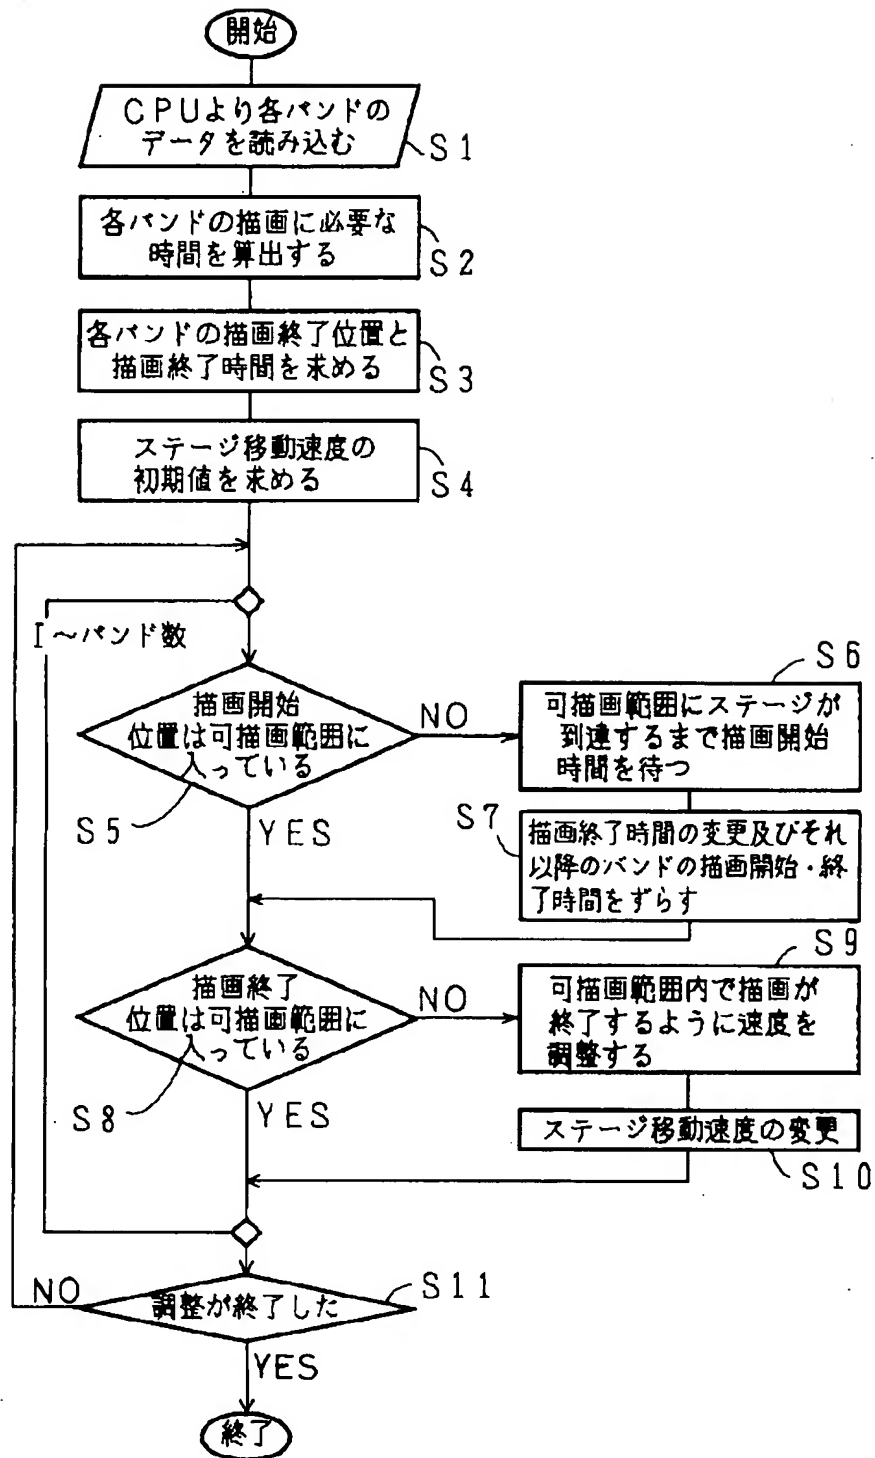 開始
CPUより各バンドの
データを読み込む
S1
各バンドの描画に必要な
時間を算出する
S2
各バンドの描画終了位置と
描画終了時間を求める
S3
ステージ移動速度の
初期値を求める
S4
I～バンド数
描画開始
位置は可描画範囲に
入っている
S5
NO
YES
S6
可描画範囲にステージが
到達するまで描画開始
時間を待つ
S7
描画終了時間の変更及びそれ
以降のバンドの描画開始・終
了時間をずらす
描画終了
位置は可描画範囲に
入っている
S8
NO
YES
S9
可描画範囲内で描画が
終了するように速度を
調整する
ステージ移動速度の変更
S10
調整が終了した
S11
NO
YES
終了